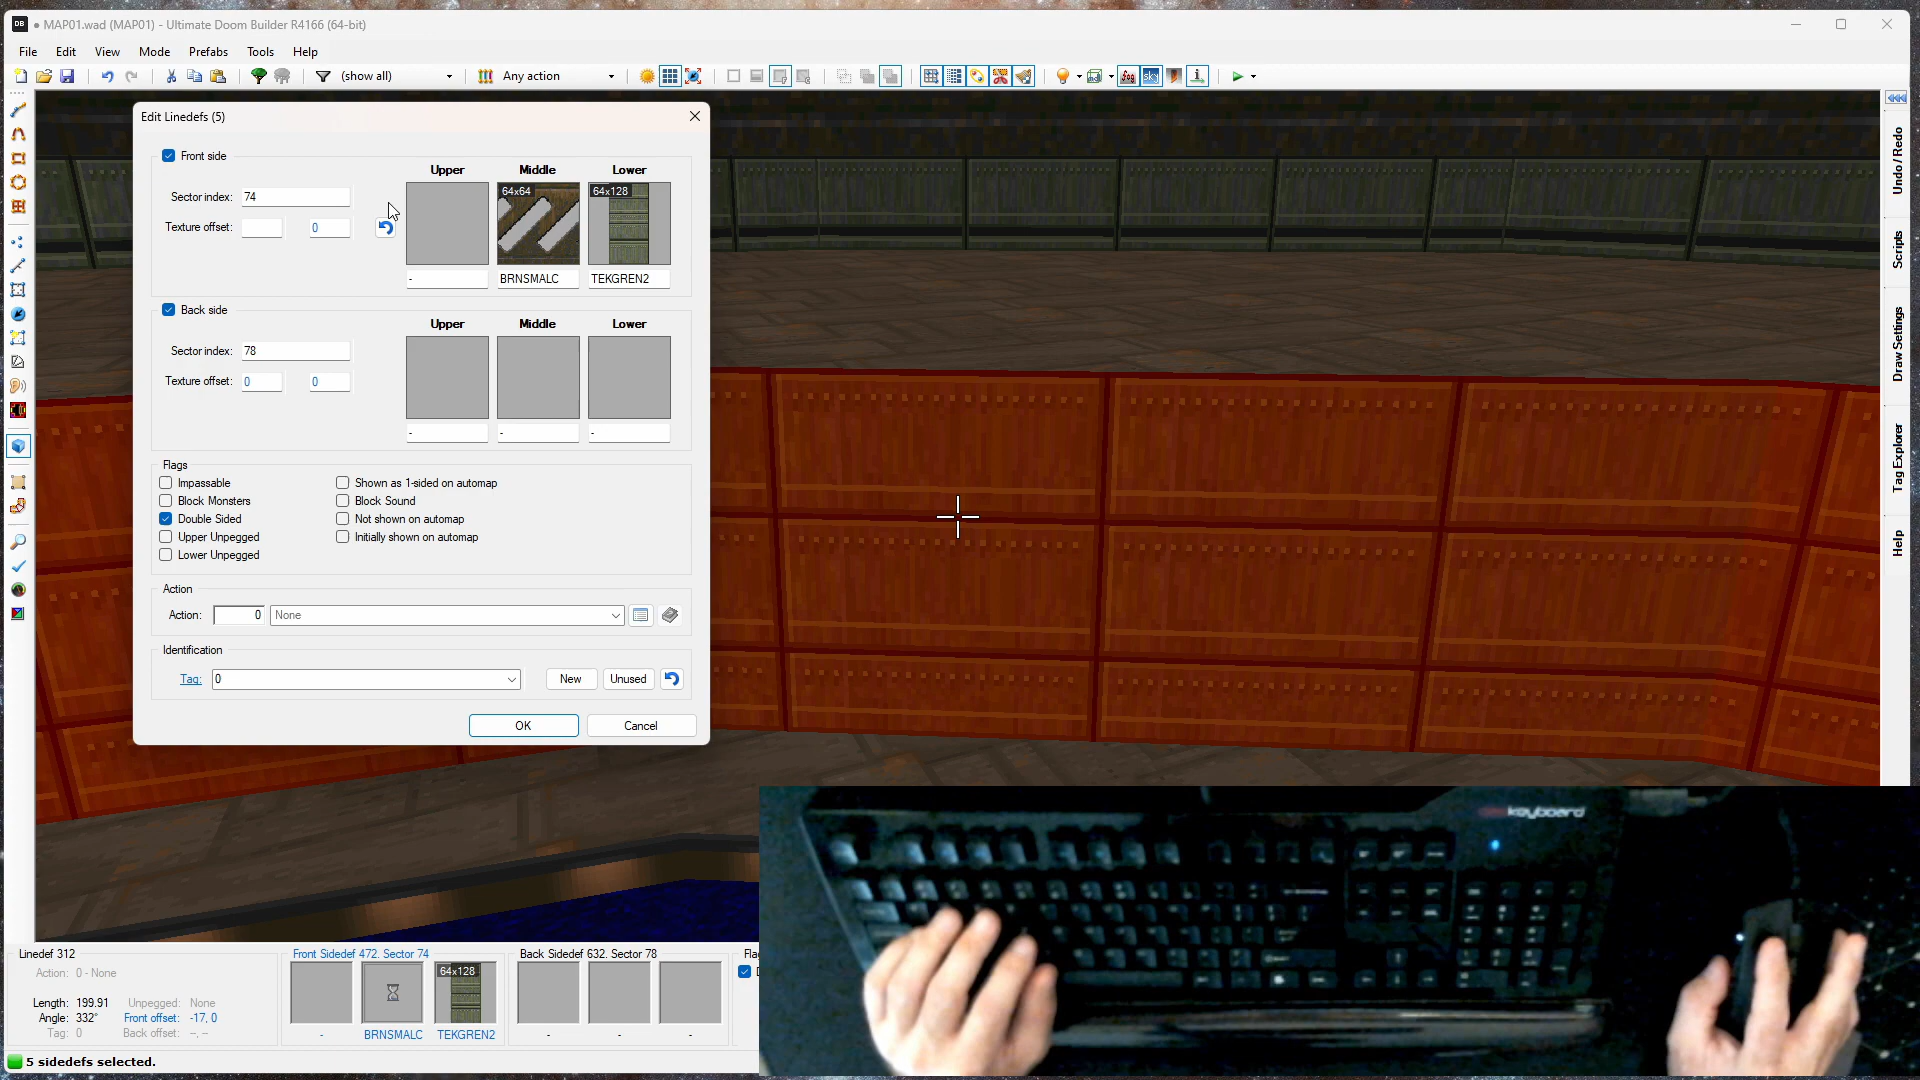 • MAP01.wad (MAP01) - Ultimate Doom Builder R4166 (64-bit)
File Edit View Mode Prefabs Tools Help
(show all) Any action
Edit Linedefs (5)
Front side
Upper Middle Lower
Sector index: 74
64x64 64x128
Texture offset: 0
- BRNSMALC TEKGREN2
Back side
Upper Middle Lower
Sector index: 78
Texture offset: 0 0
- - -
Flags
Impassable Shown as 1-sided on automap
Block Monsters Block Sound
Double Sided Not shown on automap
Upper Unpegged Initially shown on automap
Lower Unpegged
Action
Action: 0 None
Identification
Tag: 0 New Unused
OK Cancel
Undo / Redo
Scripts
Draw Settings
Tag Explorer
Help
keyboard
Linedef 312
Action: 0 - None
Length: 199.91 Unpegged: None
Angle: 332° Front offset: -17, 0
Tag: 0 Back offset: --, --
Front Sidedef 472. Sector 74
64x128
- BRNSMALC TEKGREN2
Back Sidedef 632. Sector 78
- - -
5 sidedefs selected.